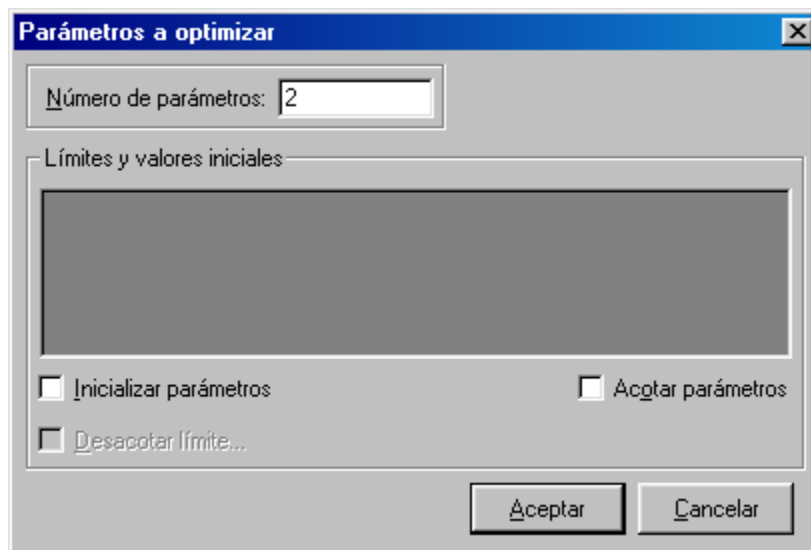 Parámetros a optimizar
Número de parámetros: 2
Límites y valores iniciales
Inicializar parámetros
Acotar parámetros
Desacotar límite...
Aceptar
Cancelar